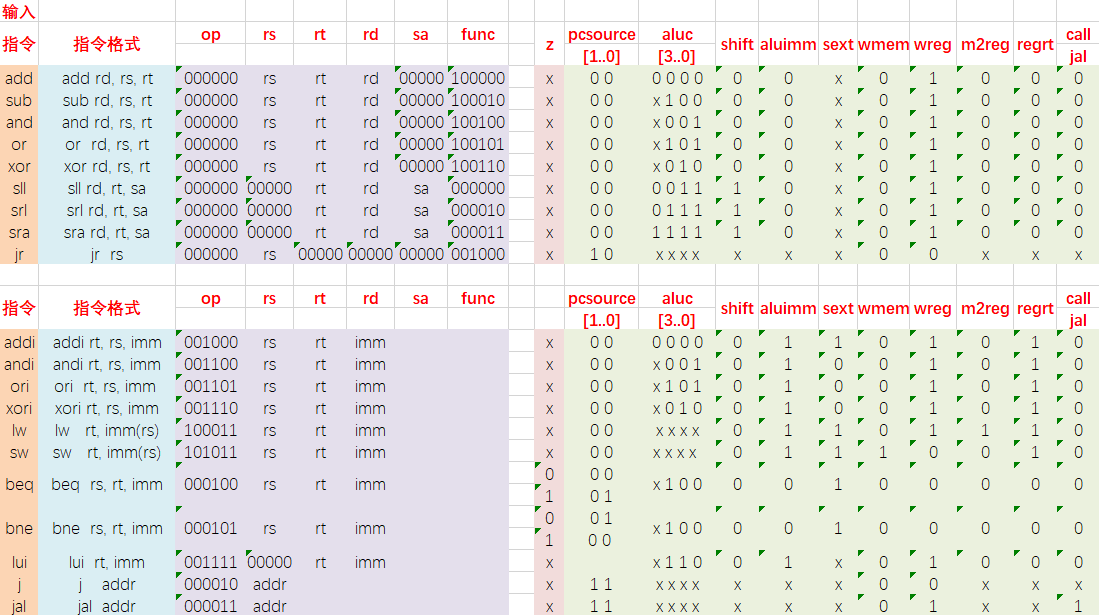 输入
指令 指令格式 op rs rt rd sa func z pcsource [1..0] aluc [3..0] shift aluimm sext wmem wreg m2reg regrt call jal
add add rd, rs, rt 000000 rs rt rd 00000 100000 x 0 0 0 0 0 0 0 0 x 0 1 0 0 0
sub sub rd, rs, rt 000000 rs rt rd 00000 100010 x 0 0 x 1 0 0 0 0 x 0 1 0 0 0
and and rd, rs, rt 000000 rs rt rd 00000 100100 x 0 0 x 0 0 1 0 0 x 0 1 0 0 0
or or rd, rs, rt 000000 rs rt rd 00000 100101 x 0 0 x 1 0 1 0 0 x 0 1 0 0 0
xor xor rd, rs, rt 000000 rs rt rd 00000 100110 x 0 0 x 0 1 0 0 0 x 0 1 0 0 0
sll sll rd, rt, sa 000000 00000 rt rd sa 000000 x 0 0 0 0 1 1 1 0 x 0 1 0 0 0
srl srl rd, rt, sa 000000 00000 rt rd sa 000010 x 0 0 0 1 1 1 1 0 x 0 1 0 0 0
sra sra rd, rt, sa 000000 00000 rt rd sa 000011 x 0 0 1 1 1 1 1 0 x 0 1 0 0 0
jr jr rs 000000 rs 00000 00000 00000 001000 x 1 0 x x x x x x x 0 0 x x x
指令 指令格式 op rs rt rd sa func pcsource [1..0] aluc [3..0] shift aluimm sext wmem wreg m2reg regrt call jal
addi addi rt, rs, imm 001000 rs rt imm x 0 0 0 0 0 0 0 1 1 0 1 0 1 0
andi andi rt, rs, imm 001100 rs rt imm x 0 0 x 0 0 1 0 1 0 0 1 0 1 0
ori ori rt, rs, imm 001101 rs rt imm x 0 0 x 1 0 1 0 1 0 0 1 0 1 0
xori xori rt, rs, imm 001110 rs rt imm x 0 0 x 0 1 0 0 1 0 0 1 0 1 0
lw lw rt, imm(rs) 100011 rs rt imm x 0 0 x x x x 0 1 1 0 1 1 1 0
sw sw rt, imm(rs) 101011 rs rt imm x 0 0 x x x x 0 1 1 1 0 0 1 0
beq beq rs, rt, imm 000100 rs rt imm 0 0 0 x 1 0 0 0 0 1 0 0 0 0 0
1 0 1
bne bne rs, rt, imm 000101 rs rt imm 0 0 1 x 1 0 0 0 0 1 0 0 0 0 0
1 0 0
lui lui rt, imm 001111 00000 rt imm x 0 0 x 1 1 0 0 1 x 0 1 0 1 0
j j addr 000010 addr x 1 1 x x x x x x x 0 0 x x x
jal jal addr 000011 addr x 1 1 x x x x x x x 0 1 x x 1